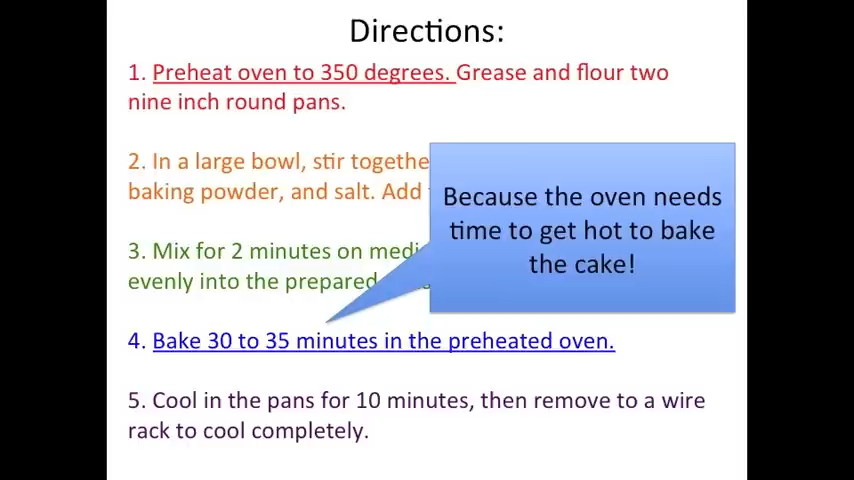 Directions:
1. Preheat oven to 350 degrees. Grease and flour two
nine inch round pans.
2. In a large bowl, stir
baking powder, and salt. Add
3. Mix for 2 minutes on
evenly into the prepared
Because the oven needs
time to get hot to bake
the cake!
4. Bake 30 to 35 minutes in the preheated oven.
5. Cool in the pans for 10 minutes, then remove to a wire
rack to cool completely.